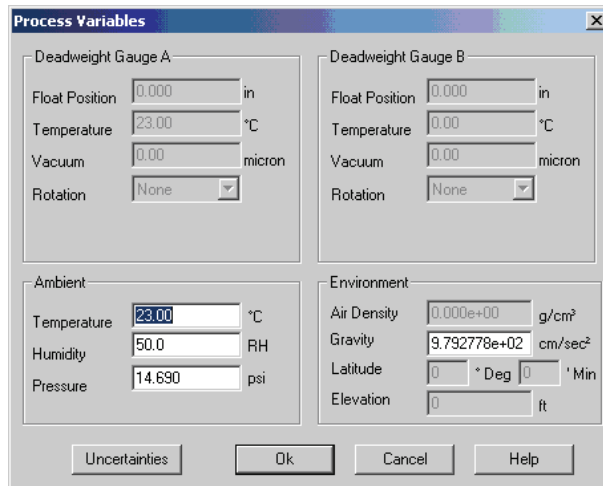 Process Variables
Deadweight Gauge A
Float Position 0.000 in
Temperature 23.00 °C
Vacuum 0.00 micron
Rotation None
Deadweight Gauge B
Float Position 0.000 in
Temperature 0.00 °C
Vacuum 0.00 micron
Rotation None
Ambient
Temperature 23.00 °C
Humidity 50.0 RH
Pressure 14.690 psi
Environment
Air Density 0.000e+00 g/cm³
Gravity 9.792778e+02 cm/sec²
Latitude 0 ° Deg 0 ' Min
Elevation 0 ft
Uncertainties Ok Cancel Help